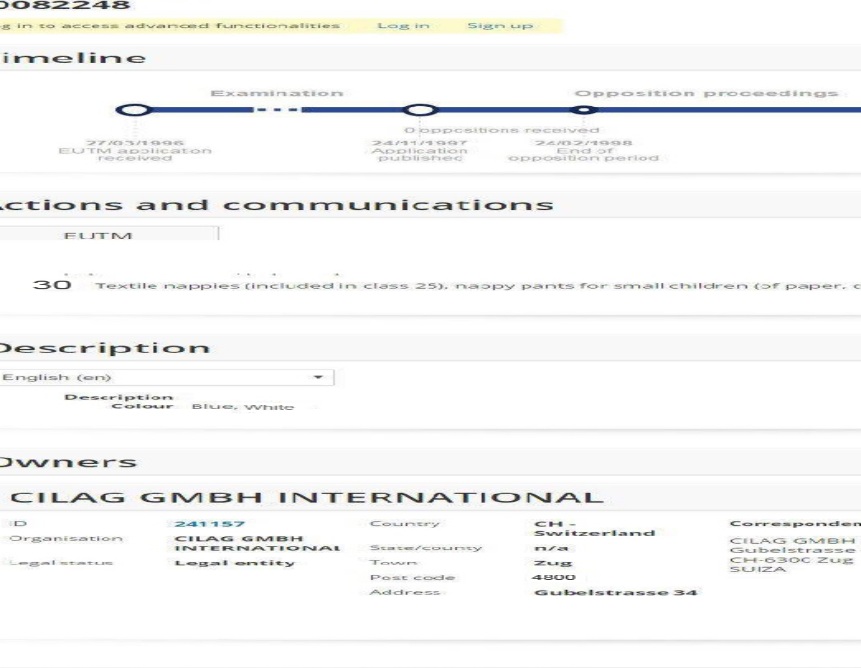 0082248
g in to access advanced functionalities Log in Sign up
imeline
Examination Opposition proceedings
0 oppositions received
27/03/1996 24/11/1997 24/02/1998
EUTM application Application End of
received published opposition period
ctions and communications
EUTM
30 Textile nappies (included in class 25), nappy pants for small children (of paper, c
Description
English (en)
Description
Colour Blue, White
Owners
CILAG GMBH INTERNATIONAL
ID 241157 Country CH - Switzerland Corresponden
Organisation CILAG GMBH INTERNATIONAL State/county n/a CILAG GMBH
Gubelstrasse
Legal status Legal entity Town Zug CH-6300 Zug
SUIZA
Post code 4800
Address Gubelstrasse 34